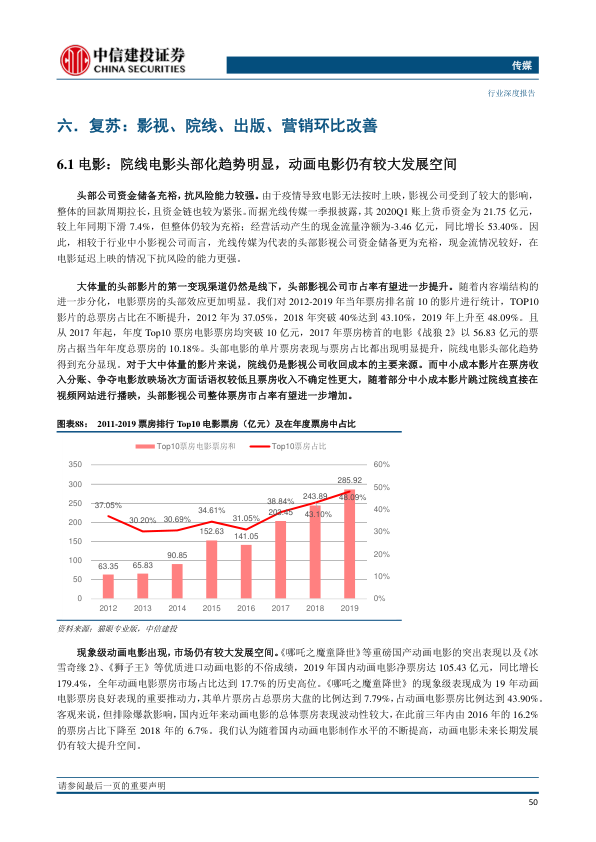 中信建投证券
CHINA SECURITIES
传媒
行业深度报告
六．复苏：影视、院线、出版、营销环比改善
6.1 电影：院线电影头部化趋势明显，动画电影仍有较大发展空间
头部公司资金储备充裕，抗风险能力较强。由于疫情导致电影无法按时上映，影视公司受到了较大的影响，
整体的回款周期拉长，且资金链也较为紧张。而据光线传媒一季报披露，其 2020Q1 账上货币资金为 21.75 亿元，
较上年同期下滑 7.4%，但整体仍较为充裕；经营活动产生的现金流量净额为-3.46 亿元，同比增长 53.40%。因
此，相较于行业中小影视公司而言，光线传媒为代表的头部影视公司资金储备更为充裕，现金流情况较好，在
电影延迟上映的情况下抗风险的能力更强。
大体量的头部影片的第一变现渠道仍然是线下，头部影视公司市占率有望进一步提升。随着内容端结构的
进一步分化，电影票房的头部效应更加明显。我们对 2012-2019 年当年票房排名前 10 的影片进行统计，TOP10
影片的总票房占比在不断提升，2012 年为 37.05%，2018 年突破 40%达到 43.10%，2019 年上升至 48.09%。且
从 2017 年起，年度 Top10 票房电影票房均突破 10 亿元，2017 年票房榜首的电影《战狼 2》以 56.83 亿元的票
房占据当年年度总票房的 10.18%。头部电影的单片票房表现与票房占比都出现明显提升，院线电影头部化趋势
得到充分显现。对于大中体量的影片来说，院线仍是影视公司收回成本的主要来源。而中小成本影片在票房收
入分账、争夺电影放映场次方面话语权较低且票房收入不确定性更大，随着部分中小成本影片跳过院线直接在
视频网站进行播映，头部影视公司整体票房市占率有望进一步增加。
图表88： 2011-2019 票房排行 Top10 电影票房（亿元）及在年度票房中占比
Top10票房电影票房和 Top10票房占比
350 60%
300 50%
250 40%
200
150 30%
100 20%
50 10%
0 0%
37.05% 30.20% 30.69% 34.61% 31.05% 38.84% 43.10% 48.09%
63.35 65.83 90.85 152.63 141.05 203.45 243.89 285.92
2012 2013 2014 2015 2016 2017 2018 2019
资料来源：猫眼专业版，中信建投
现象级动画电影出现，市场仍有较大发展空间。《哪吒之魔童降世》等重磅国产动画电影的突出表现以及《冰
雪奇缘 2》、《狮子王》等优质进口动画电影的不俗成绩，2019 年国内动画电影净票房达 105.43 亿元，同比增长
179.4%，全年动画电影票房市场占比达到 17.7%的历史高位。《哪吒之魔童降世》的现象级表现成为 19 年动画
电影票房良好表现的重要推动力，其单片票房占总票房大盘的比例达到 7.79%，占动画电影票房比例达到 43.90%。
客观来说，但排除爆款影响，国内近年来动画电影的总体票房表现波动性较大，在此前三年内由 2016 年的 16.2%
的票房占比下降至 2018 年的 6.7%。我们认为随着国内动画电影制作水平的不断提高，动画电影未来长期发展
仍有较大提升空间。
请参阅最后一页的重要声明
50